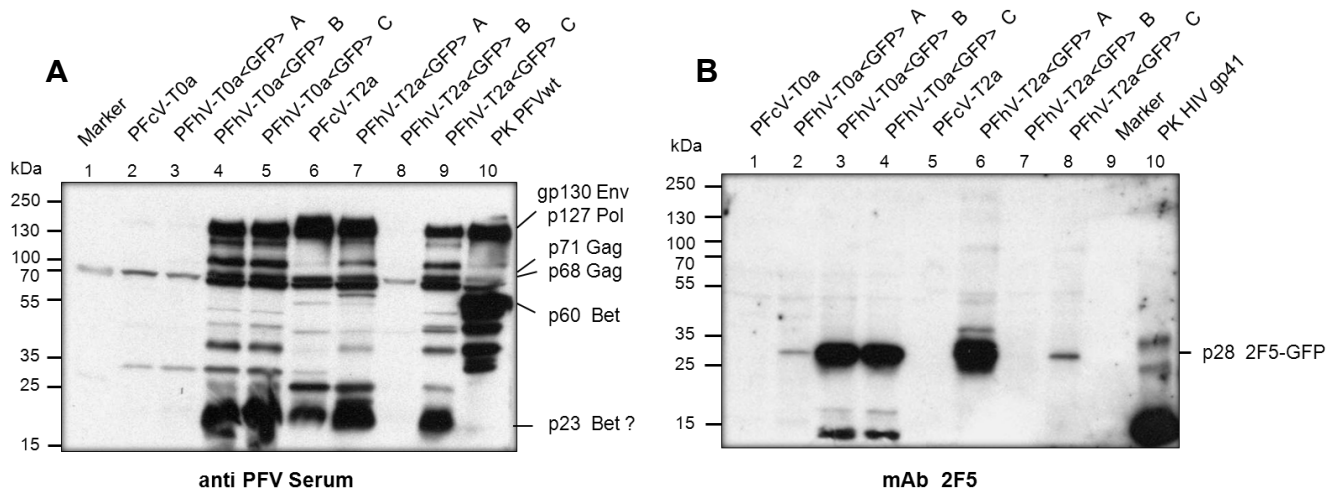 A
Marker
PFcV-T0a
PFhV-T0a<GFP> A
PFhV-T0a<GFP> B
PFhV-T0a<GFP> C
PFcV-T2a
PFhV-T2a<GFP> A
PFhV-T2a<GFP> B
PFhV-T2a<GFP> C
PK PFVwt
kDa
1 2 3 4 5 6 7 8 9 10
250
130
100
70
55
35
25
15
gp130 Env
p127 Pol
p71 Gag
p68 Gag
p60 Bet
p23 Bet ?
anti PFV Serum
B
PFcV-T0a
PFhV-T0a<GFP> A
PFhV-T0a<GFP> B
PFhV-T0a<GFP> C
PFcV-T2a
PFhV-T2a<GFP> A
PFhV-T2a<GFP> B
PFhV-T2a<GFP> C
Marker
PK HIV gp41
kDa
1 2 3 4 5 6 7 8 9 10
250
130
100
70
55
35
25
15
p28 2F5-GFP
mAb 2F5